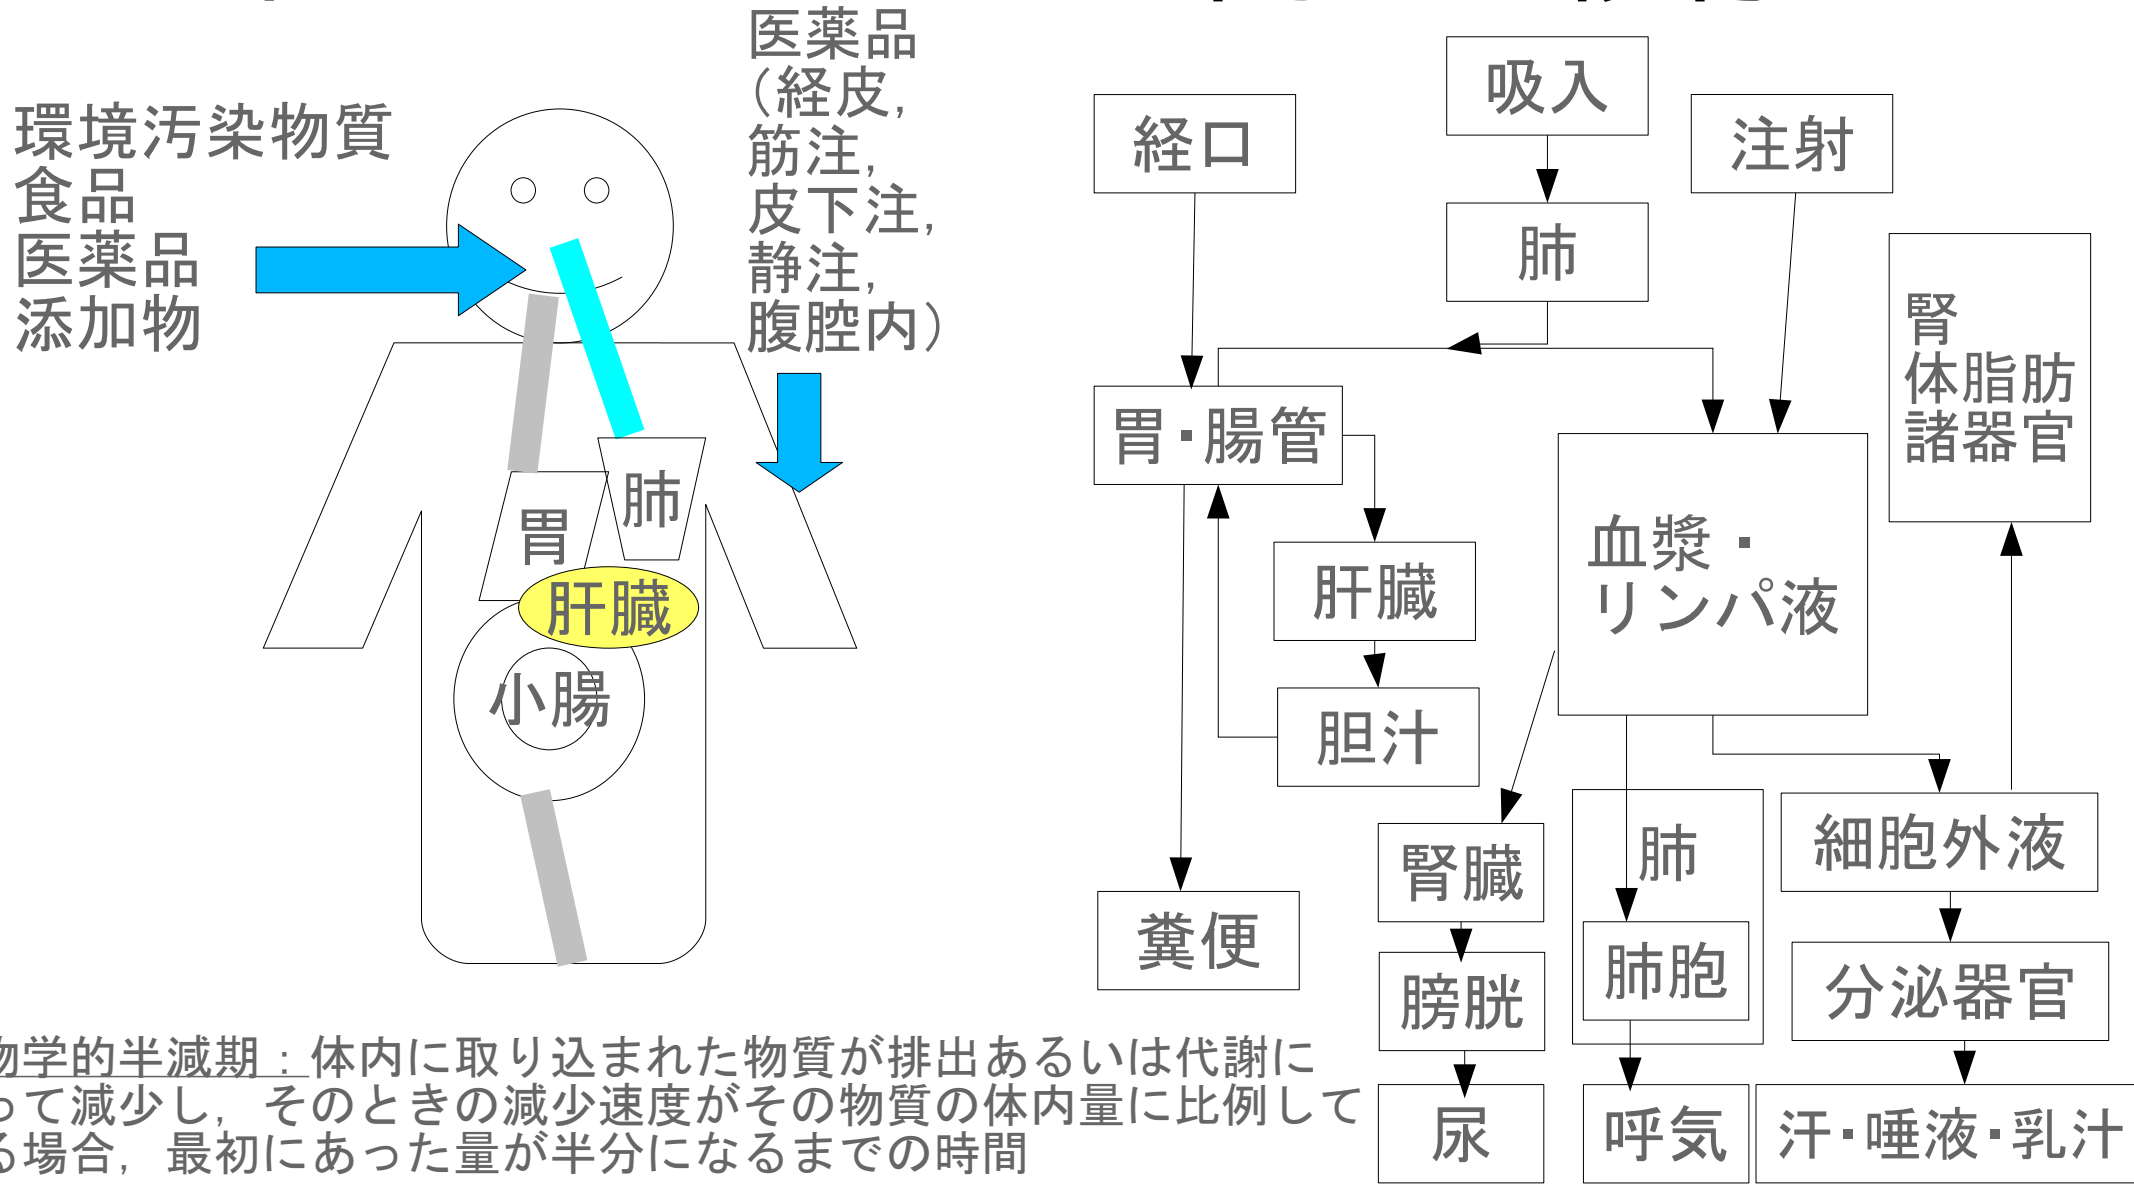 環境汚染物質
食品
医薬品
添加物
医薬品
（経皮，
筋注，
皮下注，
静注，
腹腔内）
胃
肺
肝臓
小腸
吸入
経口
注射
肺
腎
体脂肪
諸器官
胃・腸管
血漿・
リンパ液
肝臓
胆汁
腎臓
肺
細胞外液
糞便
膀胱
肺胞
分泌器官
尿
呼気
汗・唾液・乳汁
物学的半減期：体内に取り込まれた物質が排出あるいは代謝に
って減少し，そのときの減少速度がその物質の体内量に比例して
る場合，最初にあった量が半分になるまでの時間